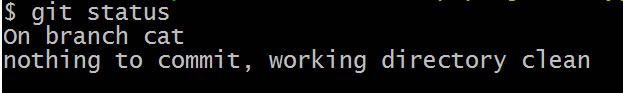 $ git status
On branch cat
nothing to commit, working directory clean